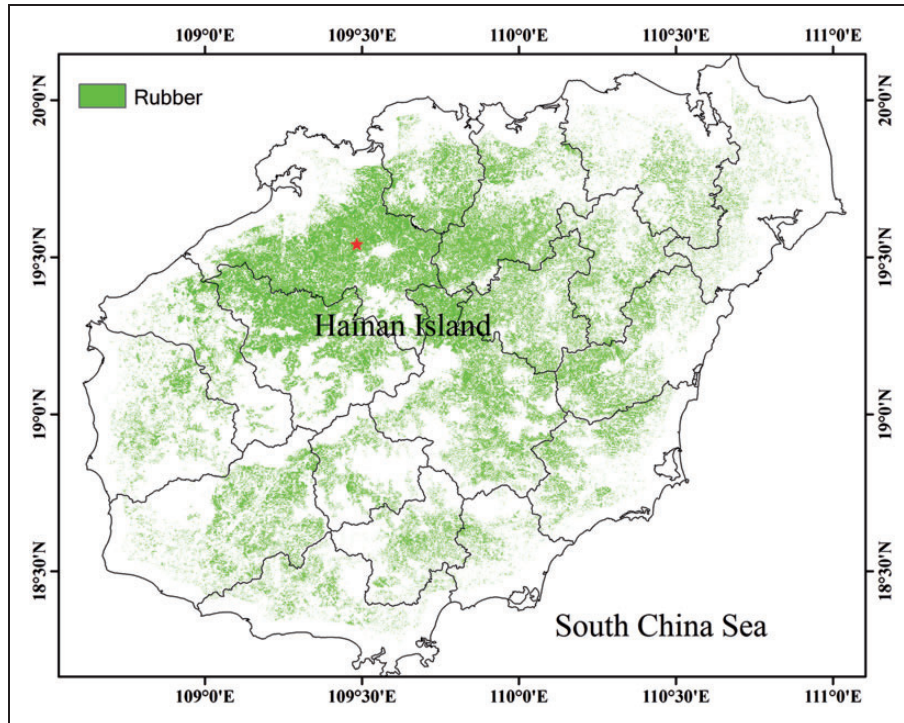 109°0'E 109°30'E 110°0'E 110°30'E 111°0'E
Rubber
20°0'N 20°0'N
19°30'N 19°30'N
Hainan Island
19°0'N 19°0'N
18°30'N 18°30'N
South China Sea
109°0'E 109°30'E 110°0'E 110°30'E 111°0'E